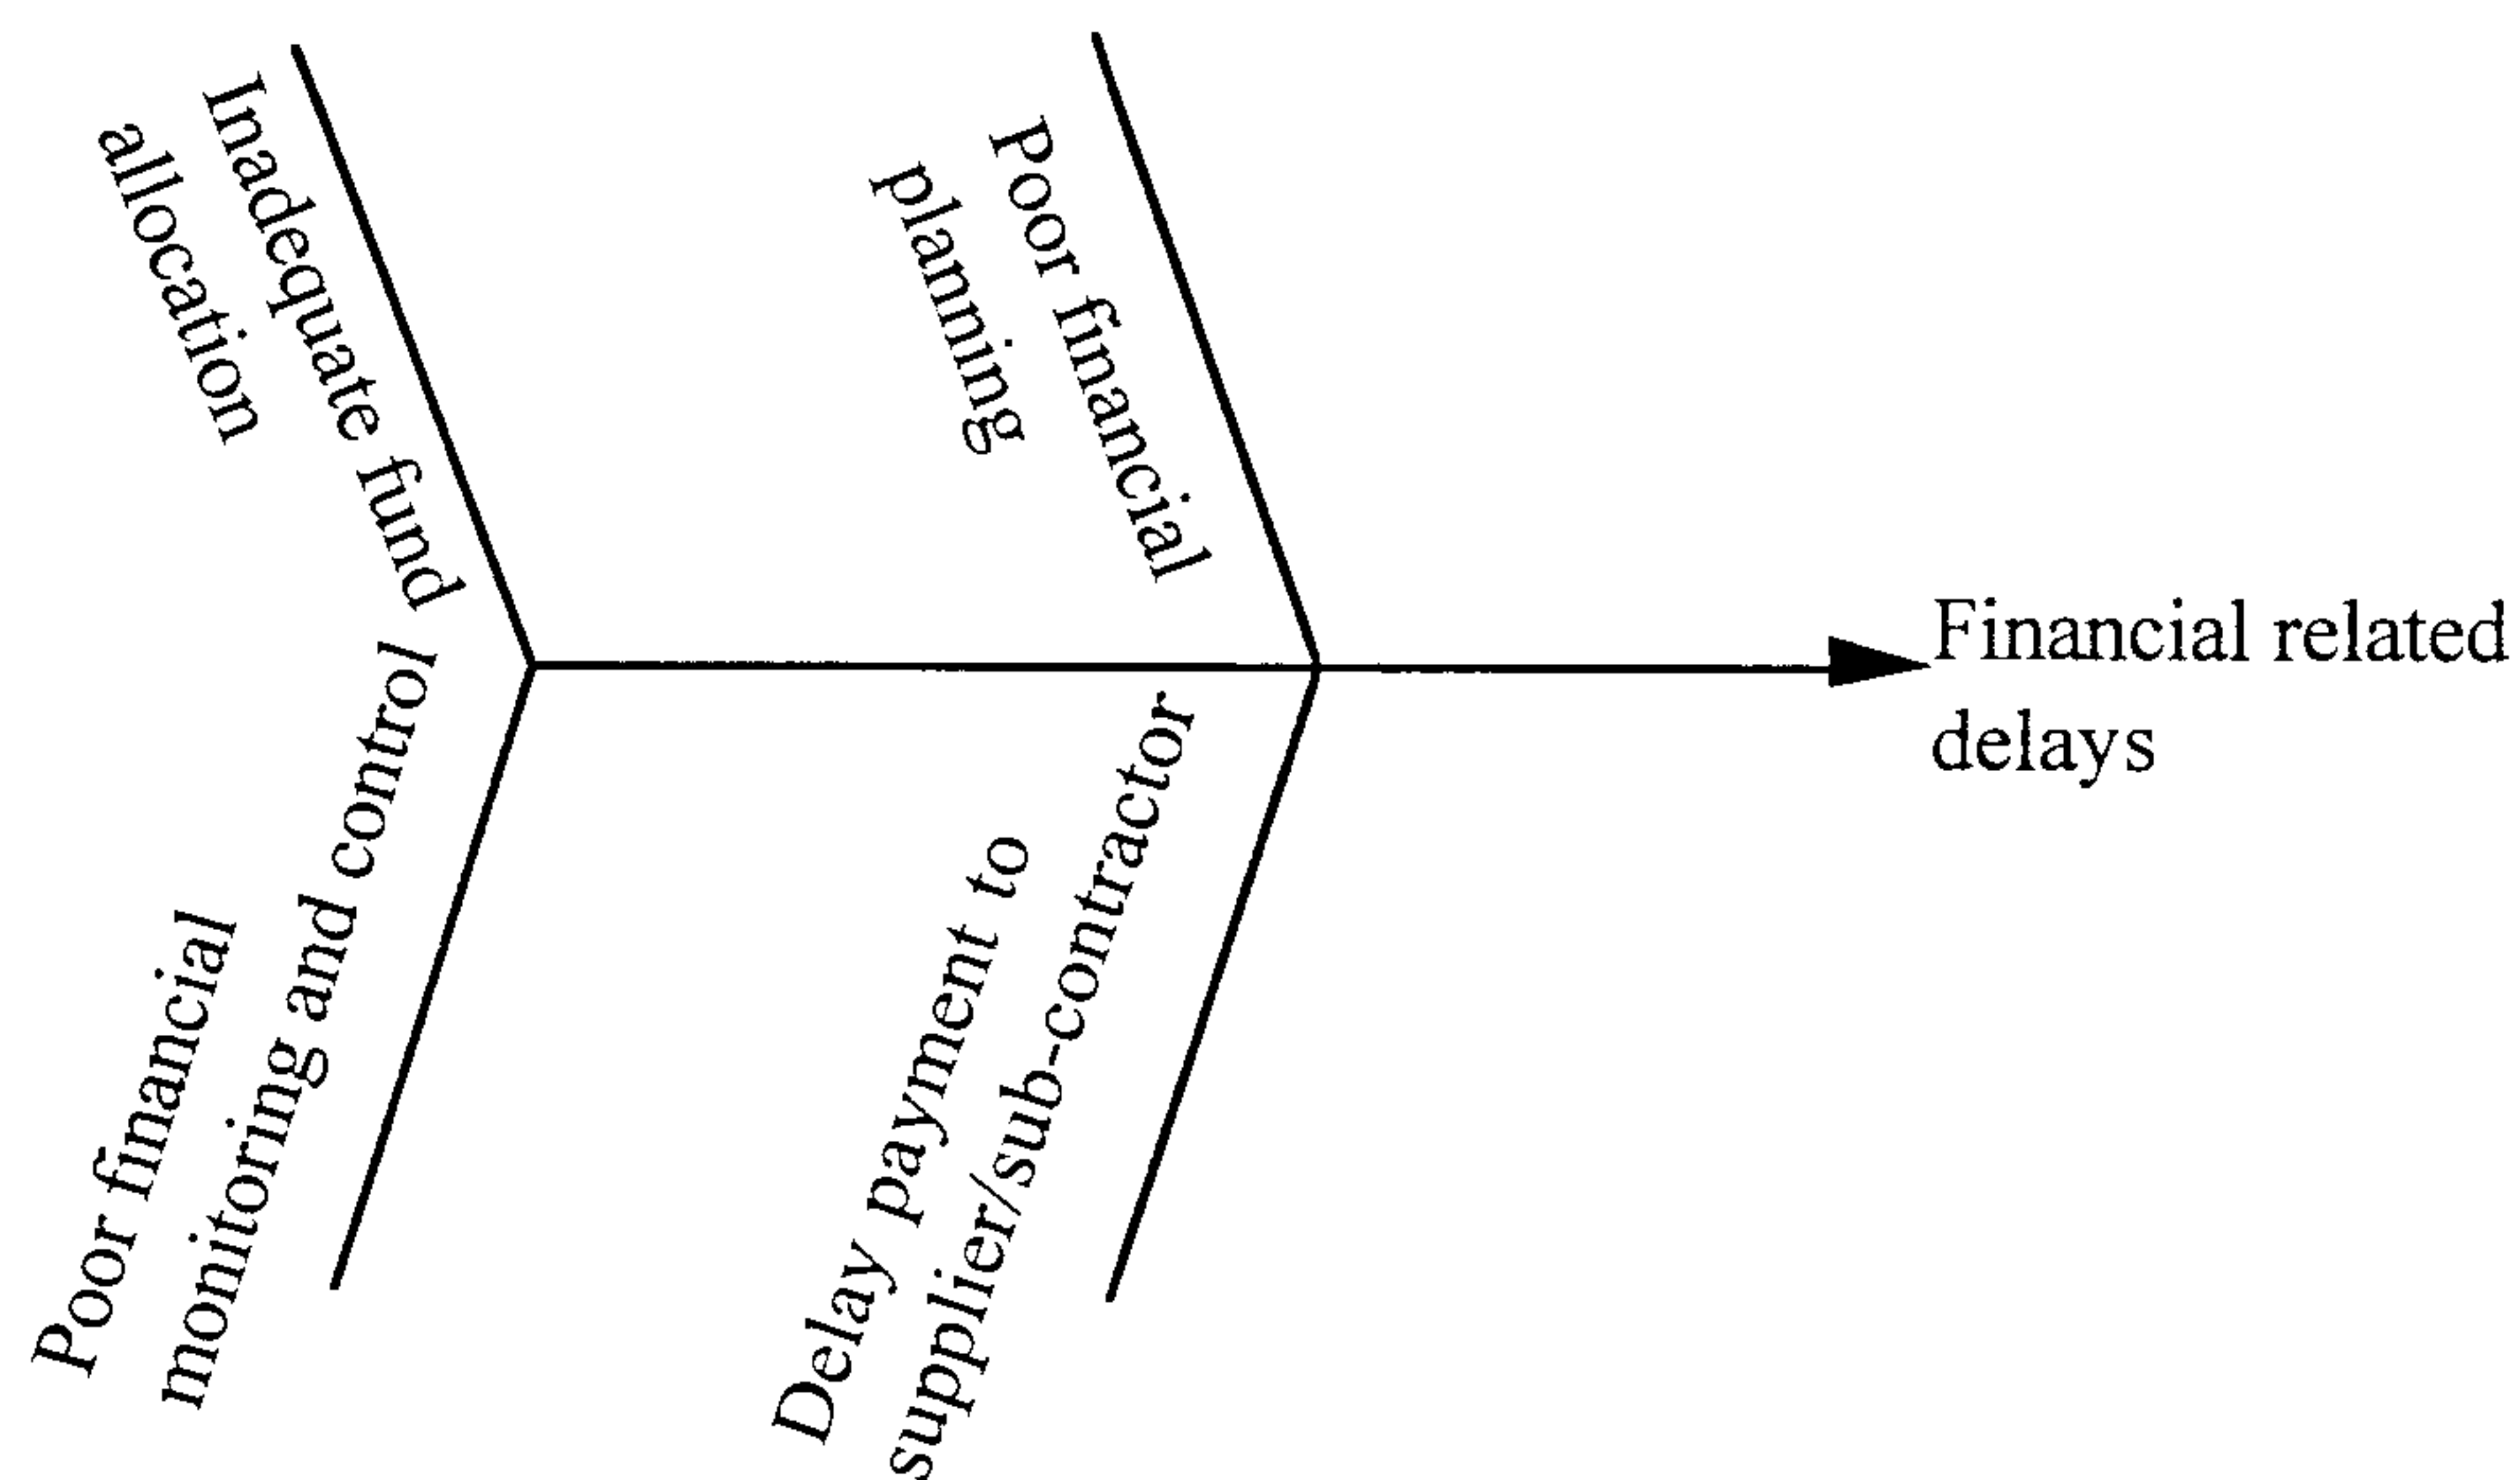 Inadequate fund
allocation
Poor financial
planning
Financial related
delays
Poor financial
monitoring and control
Delay payment to
supplier/sub-contractor